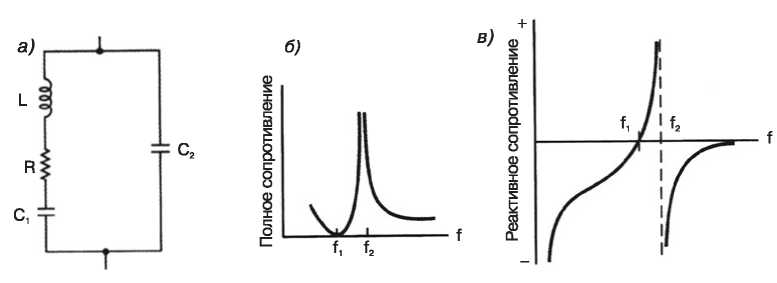 а)
L
R
C₁
C₂
б)
Полное сопротивление
f₁
f₂
f
в)
Реактивное сопротивление
+
f₁
f₂
f
−